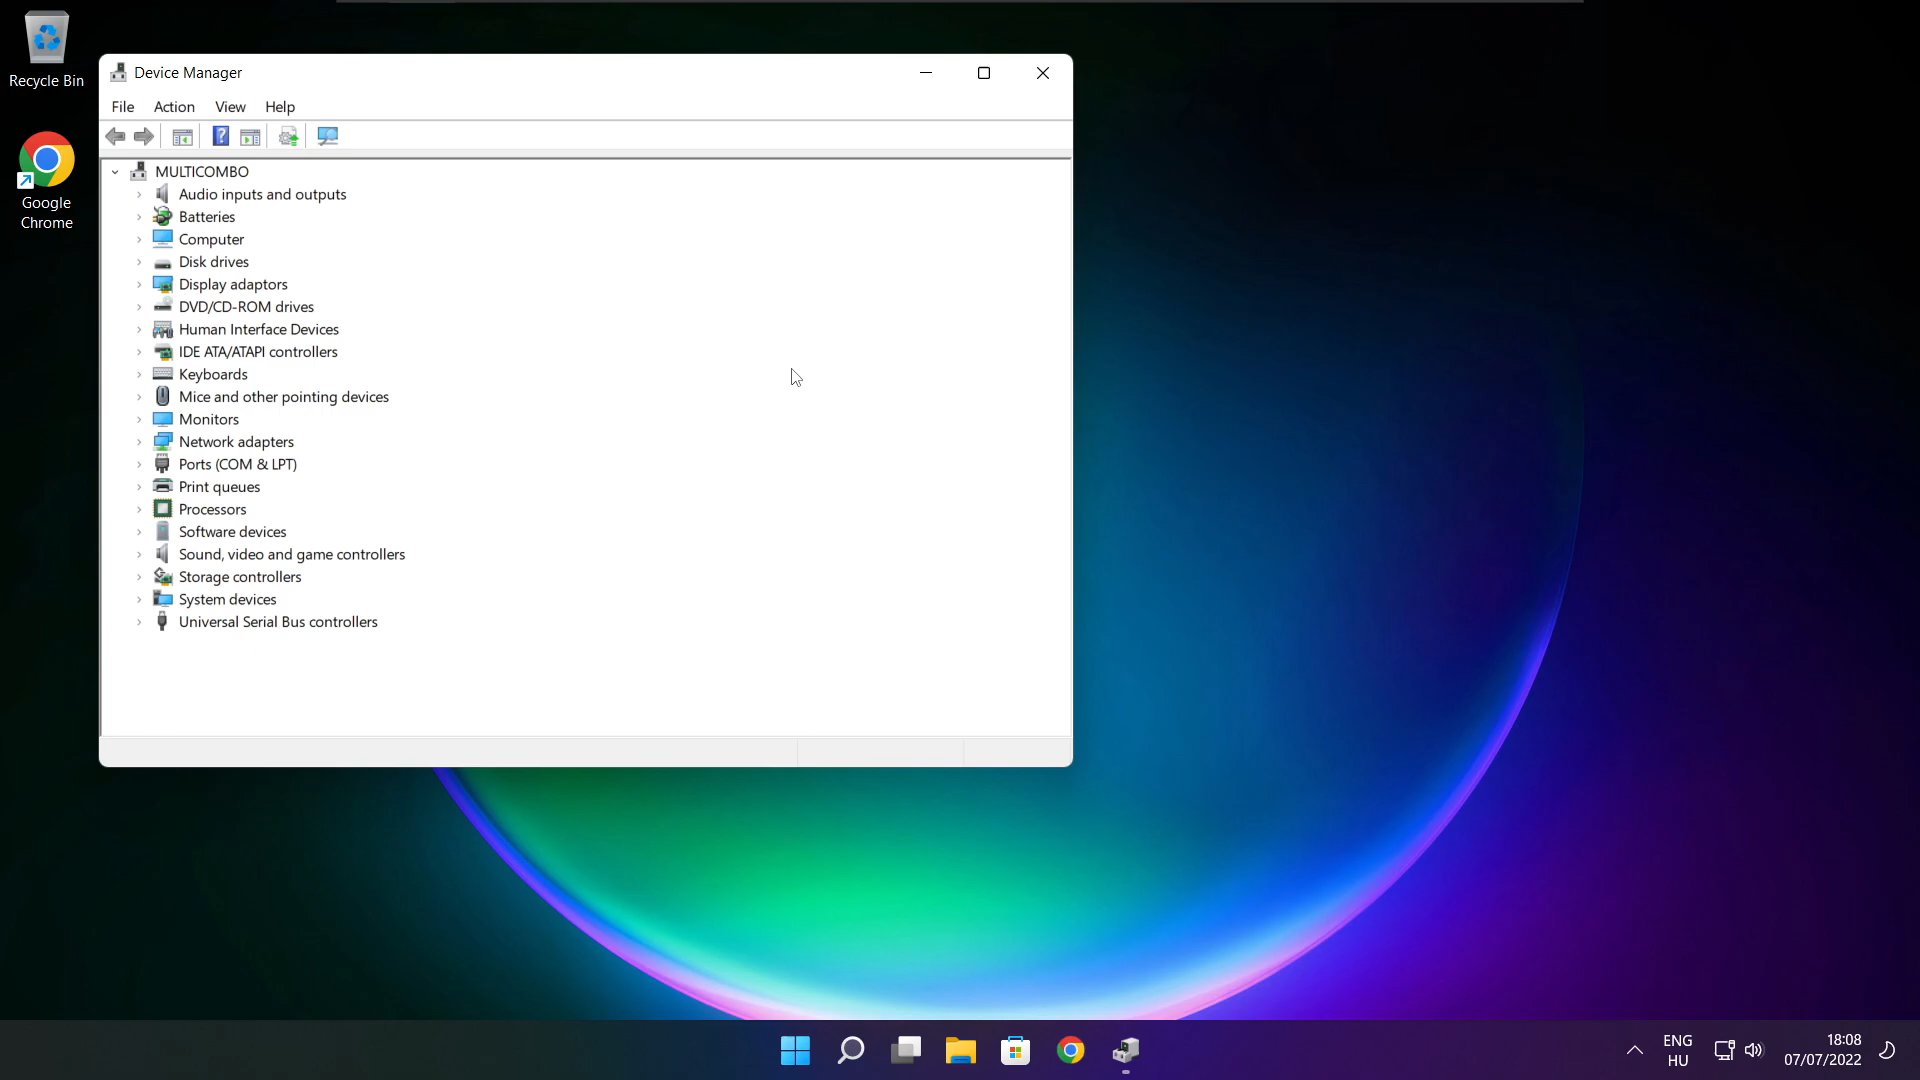 Recycle Bin
Google
Chrome
Device Manager
File Action View Help
MULTICOMBO
Audio inputs and outputs
Batteries
Computer
Disk drives
Display adaptors
DVD/CD-ROM drives
Human Interface Devices
IDE ATA/ATAPI controllers
Keyboards
Mice and other pointing devices
Monitors
Network adapters
Ports (COM & LPT)
Print queues
Processors
Software devices
Sound, video and game controllers
Storage controllers
System devices
Universal Serial Bus controllers
ENG
HU
18:08
07/07/2022